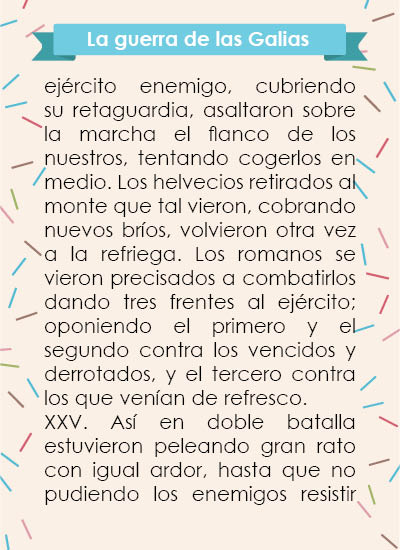 La guerra de las Galias
ejército enemigo, cubriendo
su retaguardia, asaltaron sobre
la marcha el flanco de los
nuestros, tentando cogerlos en
medio. Los helvecios retirados al
monte que tal vieron, cobrando
nuevos bríos, volvieron otra vez
a la refriega. Los romanos se
vieron precisados a combatirlos
dando tres frentes al ejército;
oponiendo el primero y el
segundo contra los vencidos y
derrotados, y el tercero contra
los que venían de refresco.
XXV. Así en doble batalla
estuvieron peleando gran rato
con igual ardor, hasta que no
pudiendo los enemigos resistir